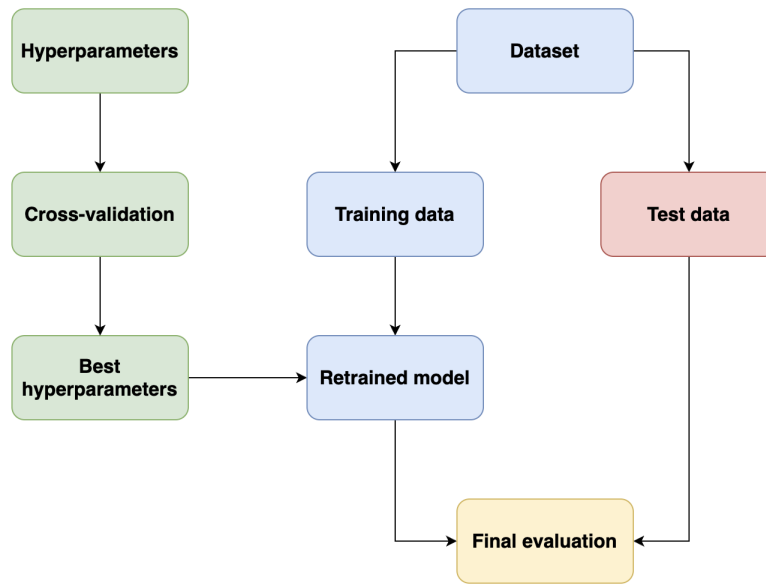 Hyperparameters
Dataset
Cross-validation
Training data
Test data
Best
hyperparameters
Retrained model
Final evaluation